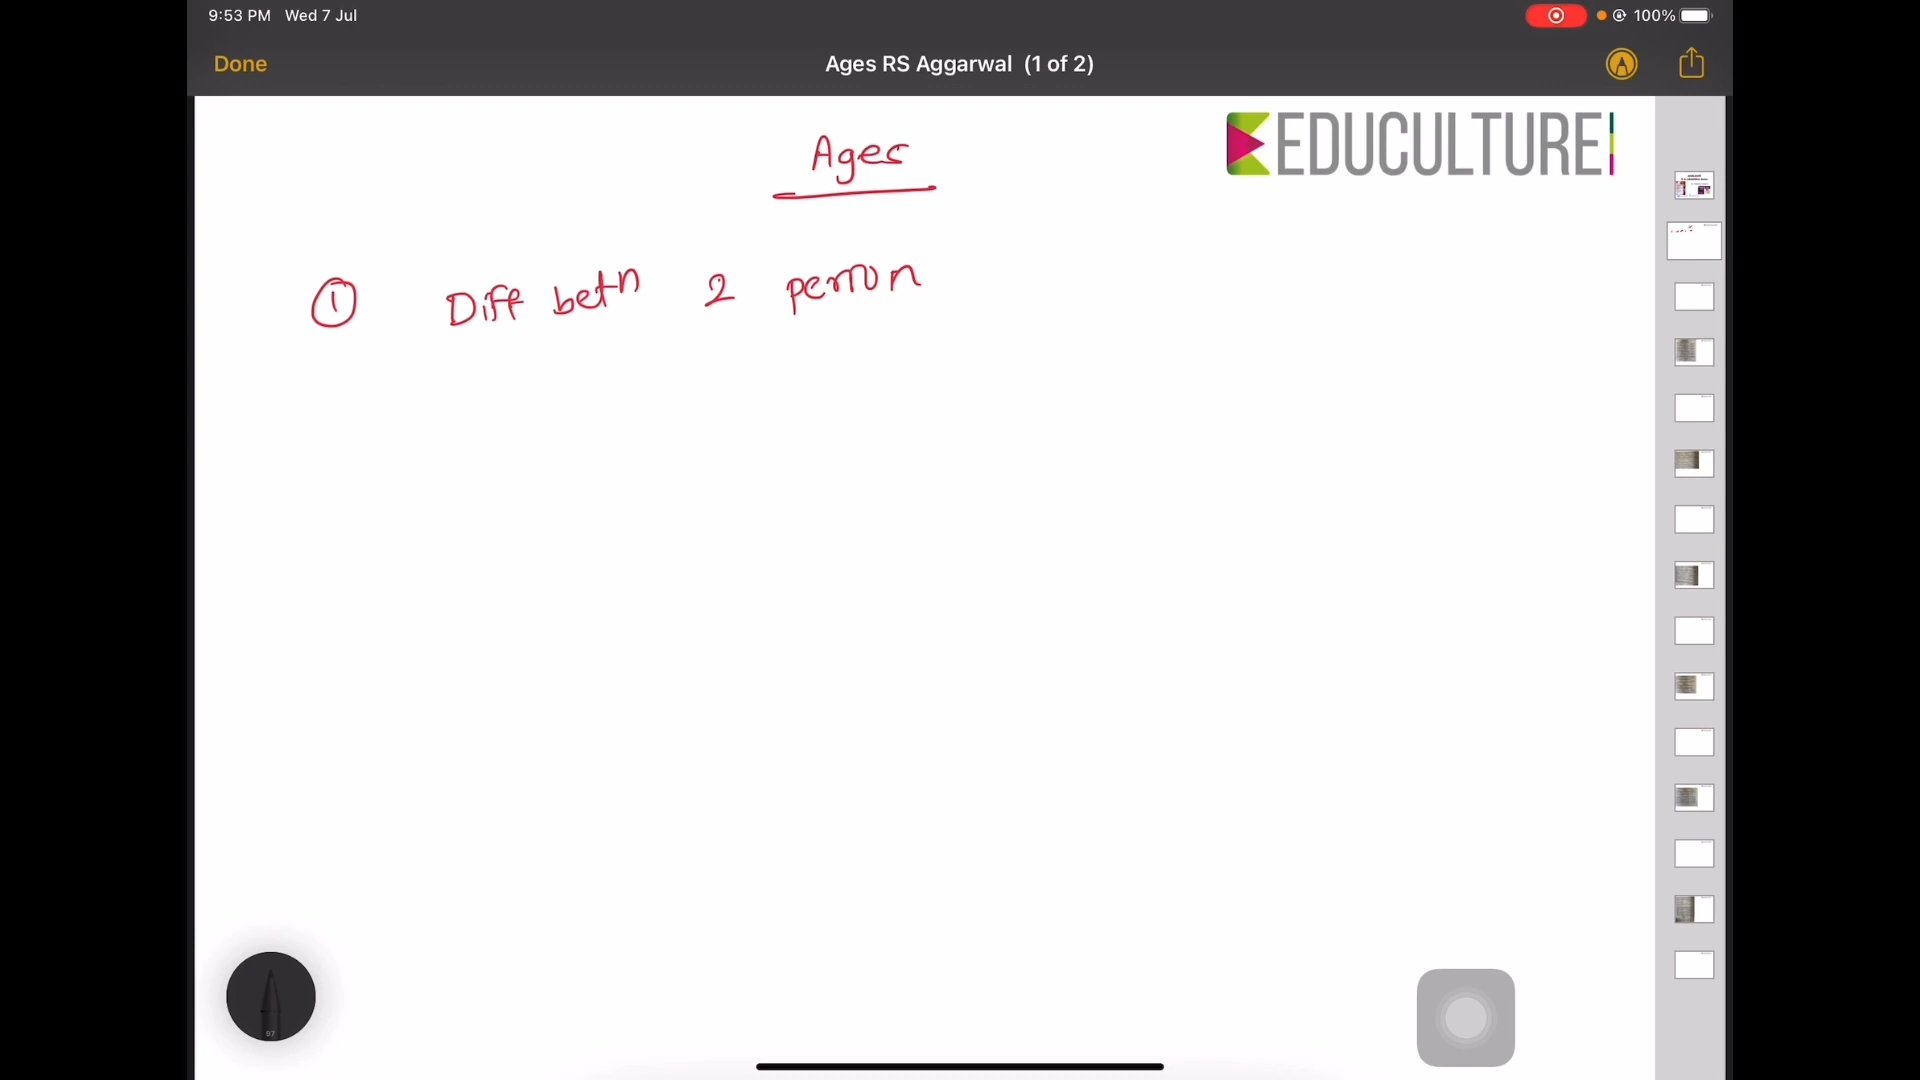 9:53 PM Wed 7 Jul
100%
Done
Ages RS Aggarwal (1 of 2)
EDUCULTURE
Ages
① Diff betn 2 person
97